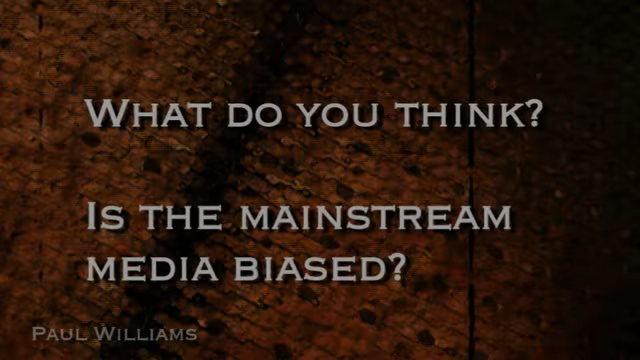 What do you think?
Is the mainstream
media biased?
Paul Williams